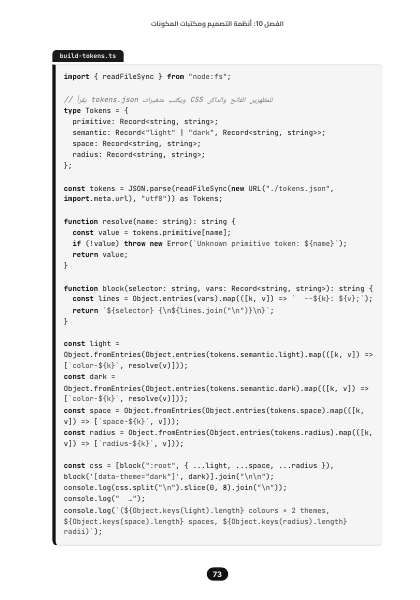 الفصل 10: أنظمة التصميم ومكتبات المكونات
build-tokens.ts
import { readFileSync } from "node:fs";
// يقرأ tokens.json ويكتب متغيرات CSS للمظهرين الفاتح والداكن
type Tokens = {
  primitive: Record<string, string>;
  semantic: Record<"light" | "dark", Record<string, string>>;
  space: Record<string, string>;
  radius: Record<string, string>;
};
const tokens = JSON.parse(readFileSync(new URL("./tokens.json",
import.meta.url), "utf8")) as Tokens;
function resolve(name: string): string {
  const value = tokens.primitive[name];
  if (!value) throw new Error(`Unknown primitive token: ${name}`);
  return value;
}
function block(selector: string, vars: Record<string, string>): string {
  const lines = Object.entries(vars).map(([k, v]) => `  --${k}: ${v};`);
  return `${selector} {\n${lines.join("\n")}\n}`;
}
const light =
Object.fromEntries(Object.entries(tokens.semantic.light).map(([k, v]) =>
[`color-${k}`, resolve(v)]));
const dark =
Object.fromEntries(Object.entries(tokens.semantic.dark).map(([k, v]) =>
[`color-${k}`, resolve(v)]));
const space = Object.fromEntries(Object.entries(tokens.space).map(([k,
v]) => [`space-${k}`, v]));
const radius = Object.fromEntries(Object.entries(tokens.radius).map(([k,
v]) => [`radius-${k}`, v]));
const css = [block(":root", { ...light, ...space, ...radius }),
block('[data-theme="dark"]', dark)].join("\n\n");
console.log(css.split("\n").slice(0, 8).join("\n"));
console.log("  …");
console.log(`(${Object.keys(light).length} colours × 2 themes,
${Object.keys(space).length} spaces, ${Object.keys(radius).length}
radii)`);
73